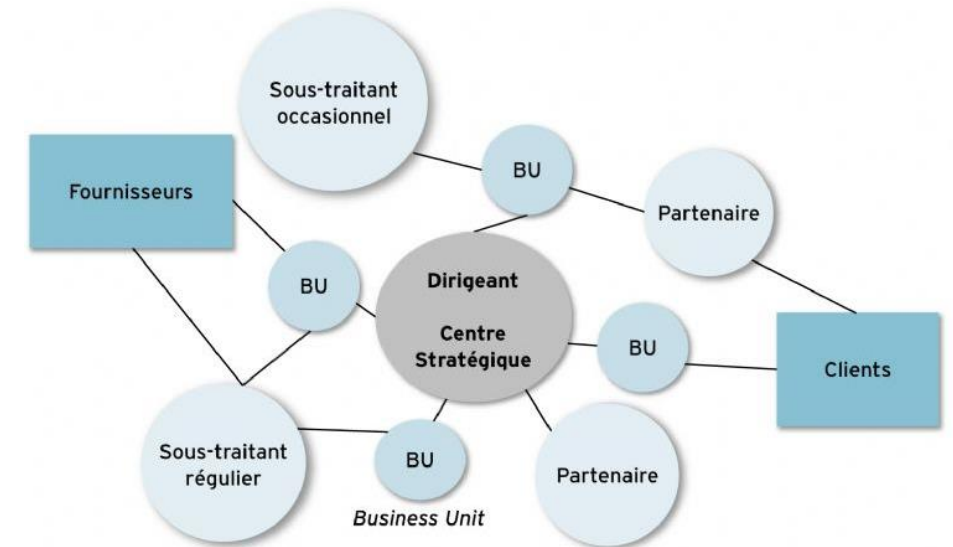 Sous-traitant
occasionnel
BU
Fournisseurs
Partenaire
BU
Dirigeant
Centre
Stratégique
BU
Clients
Sous-traitant
régulier
BU
Partenaire
Business Unit